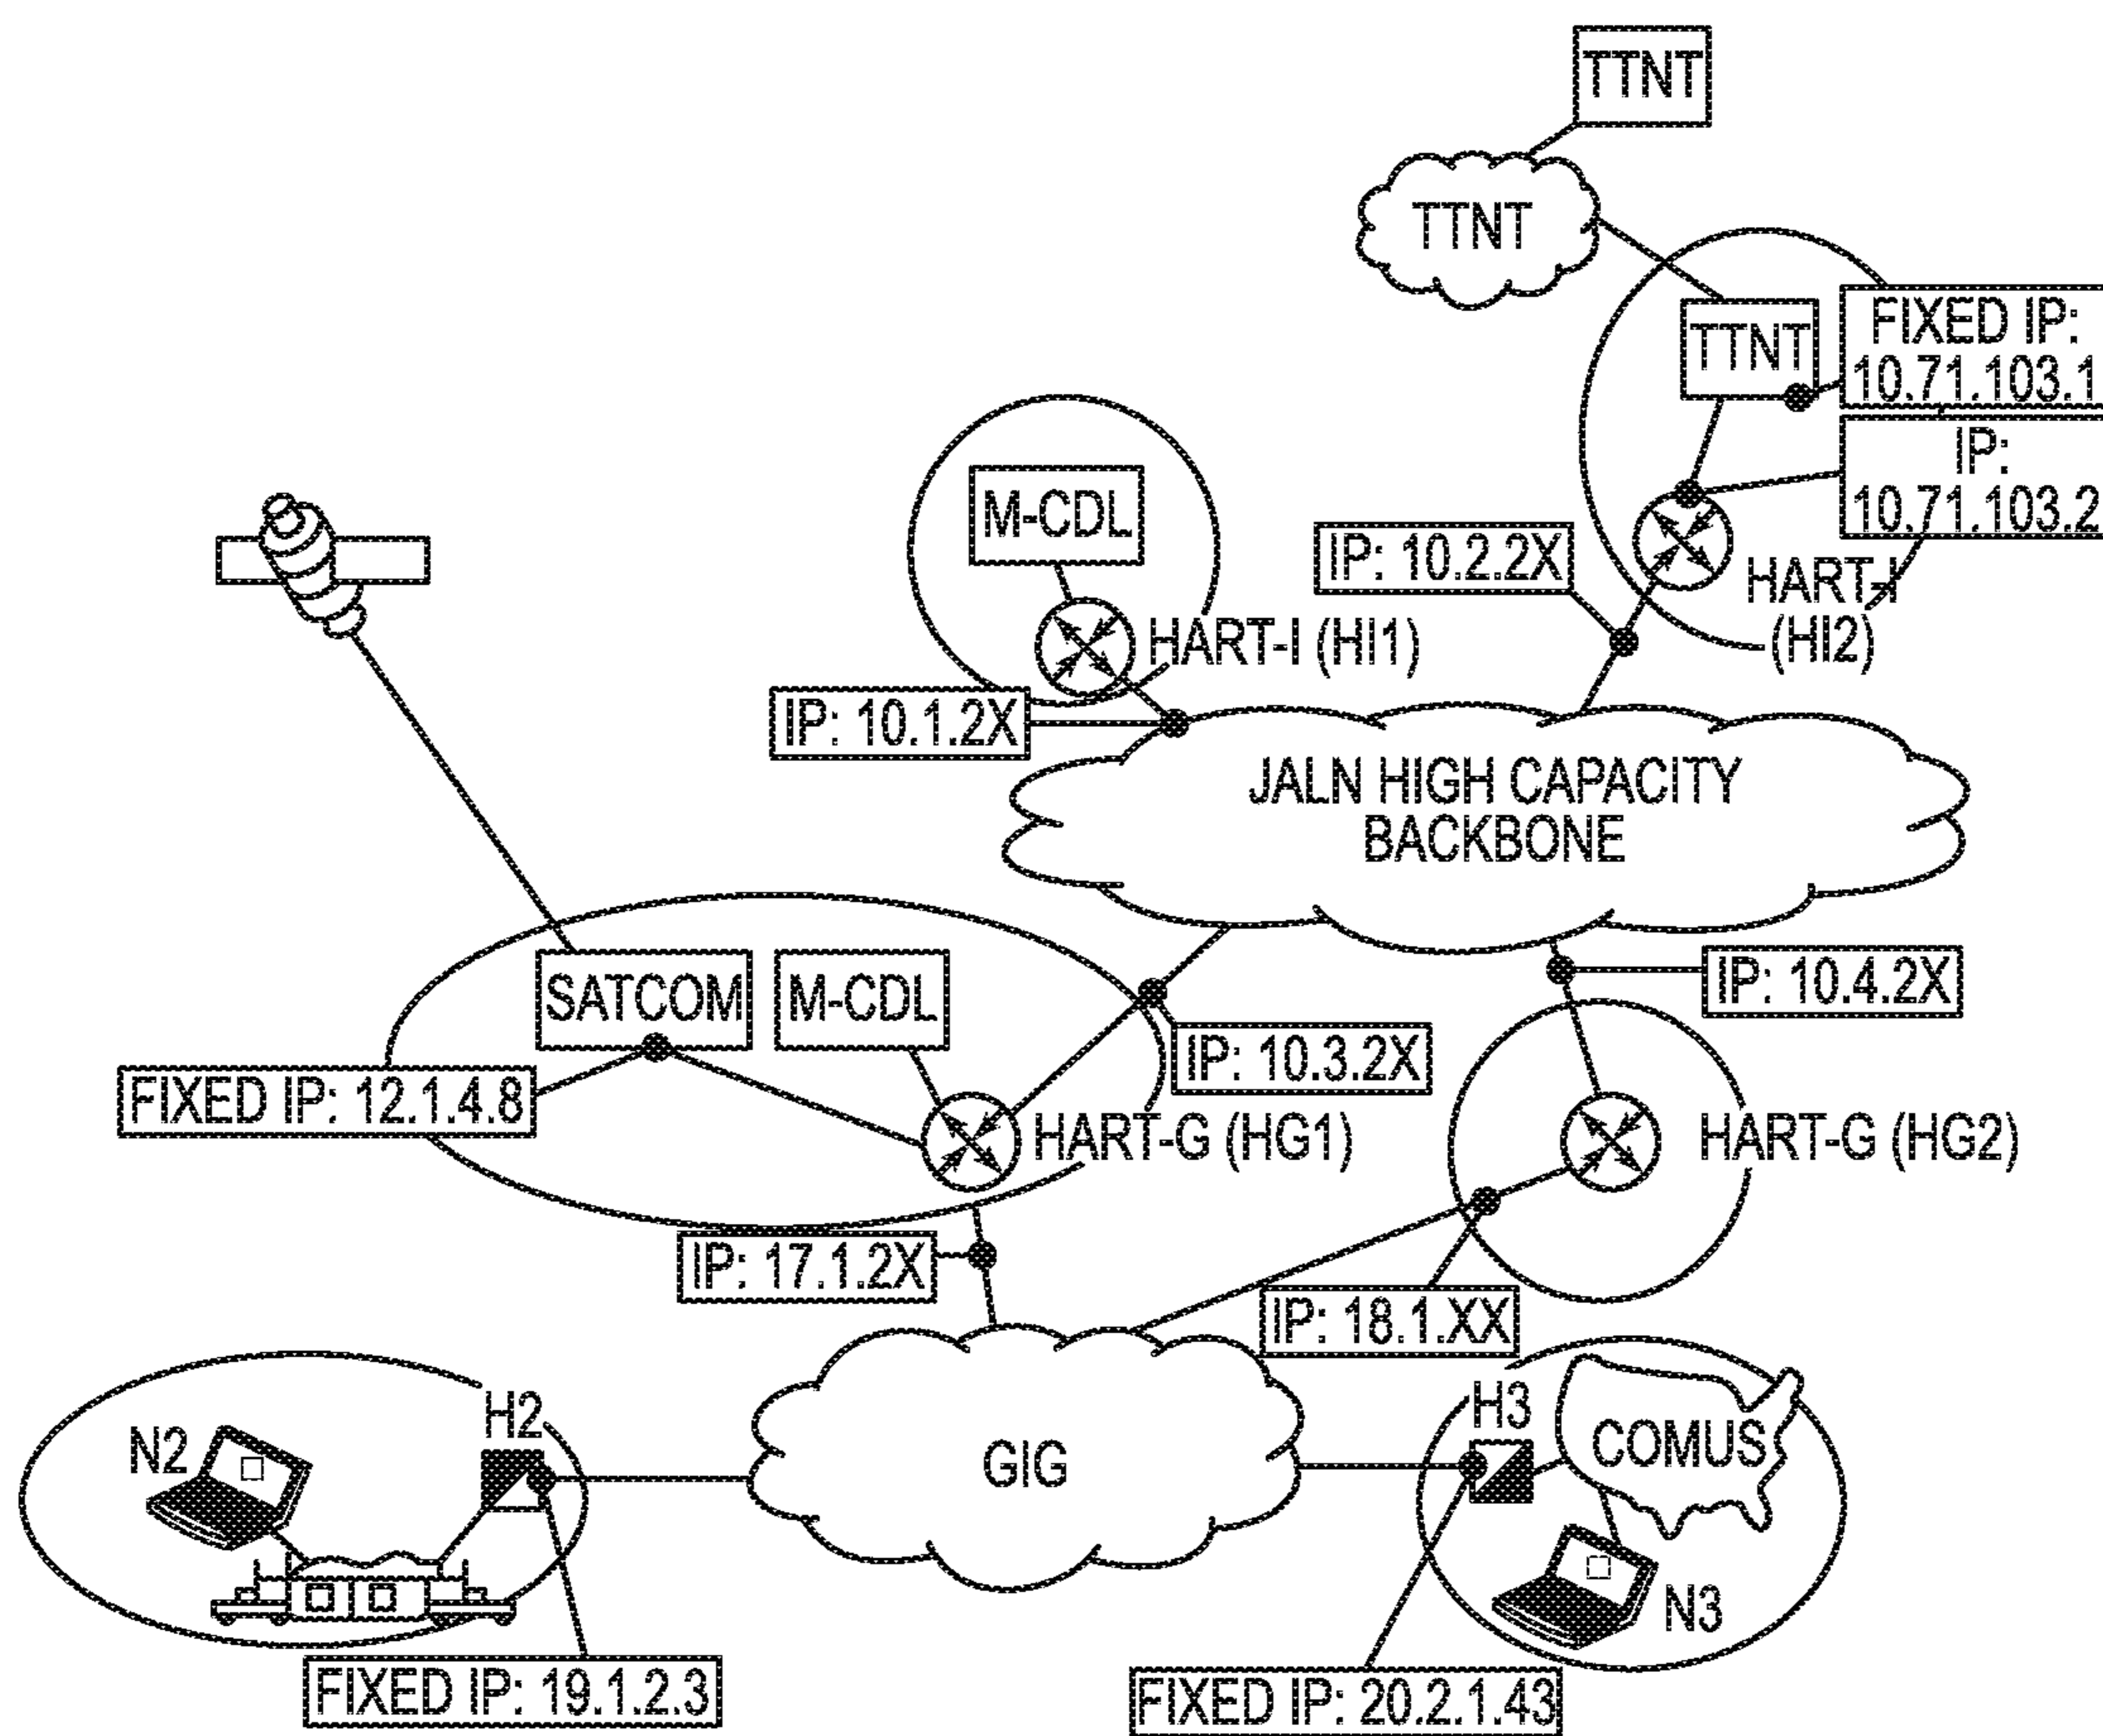 TTNT
TTNT
TTNT
FIXED IP:
10.71.103.1
IP:
10.71.103.2
M-CDL
IP: 10.2.2X
HART-I
(HI2)
HART-I (HI1)
IP: 10.1.2X
JALN HIGH CAPACITY
BACKBONE
SATCOM
M-CDL
IP: 10.4.2X
IP: 10.3.2X
FIXED IP: 12.1.4.8
HART-G (HG1)
HART-G (HG2)
IP: 17.1.2X
IP: 18.1.XX
N2
H2
GIG
H3
COMUS
N3
FIXED IP: 19.1.2.3
FIXED IP: 20.2.1.43